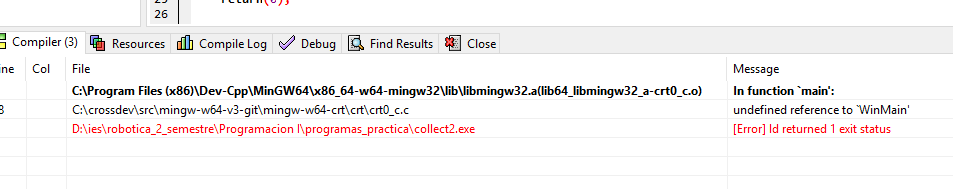 25 return(0);
26
Compiler (3) Resources Compile Log Debug Find Results Close
ine Col File Message
C:\Program Files (x86)\Dev-Cpp\MinGW64\x86_64-w64-mingw32\lib\libmingw32.a(lib64_libmingw32_a-crt0_c.o) In function `main':
8 C:\crossdev\src\mingw-w64-v3-git\mingw-w64-crt\crt\crt0_c.c undefined reference to `WinMain'
D:\ies\robotica_2_semestre\Programacion I\programas_practica\collect2.exe [Error] ld returned 1 exit status